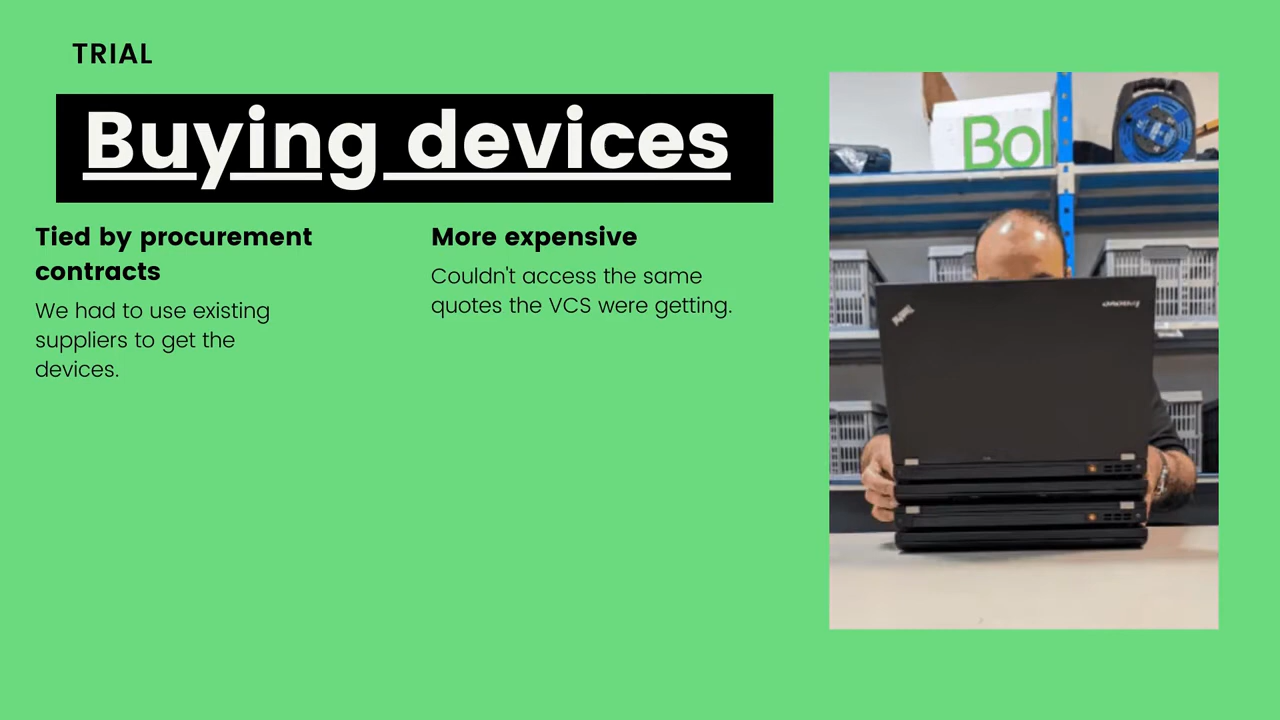 TRIAL
Buying devices
Tied by procurement
contracts
We had to use existing
suppliers to get the
devices.
More expensive
Couldn't access the same
quotes the VCS were getting.
Bol
lenovo